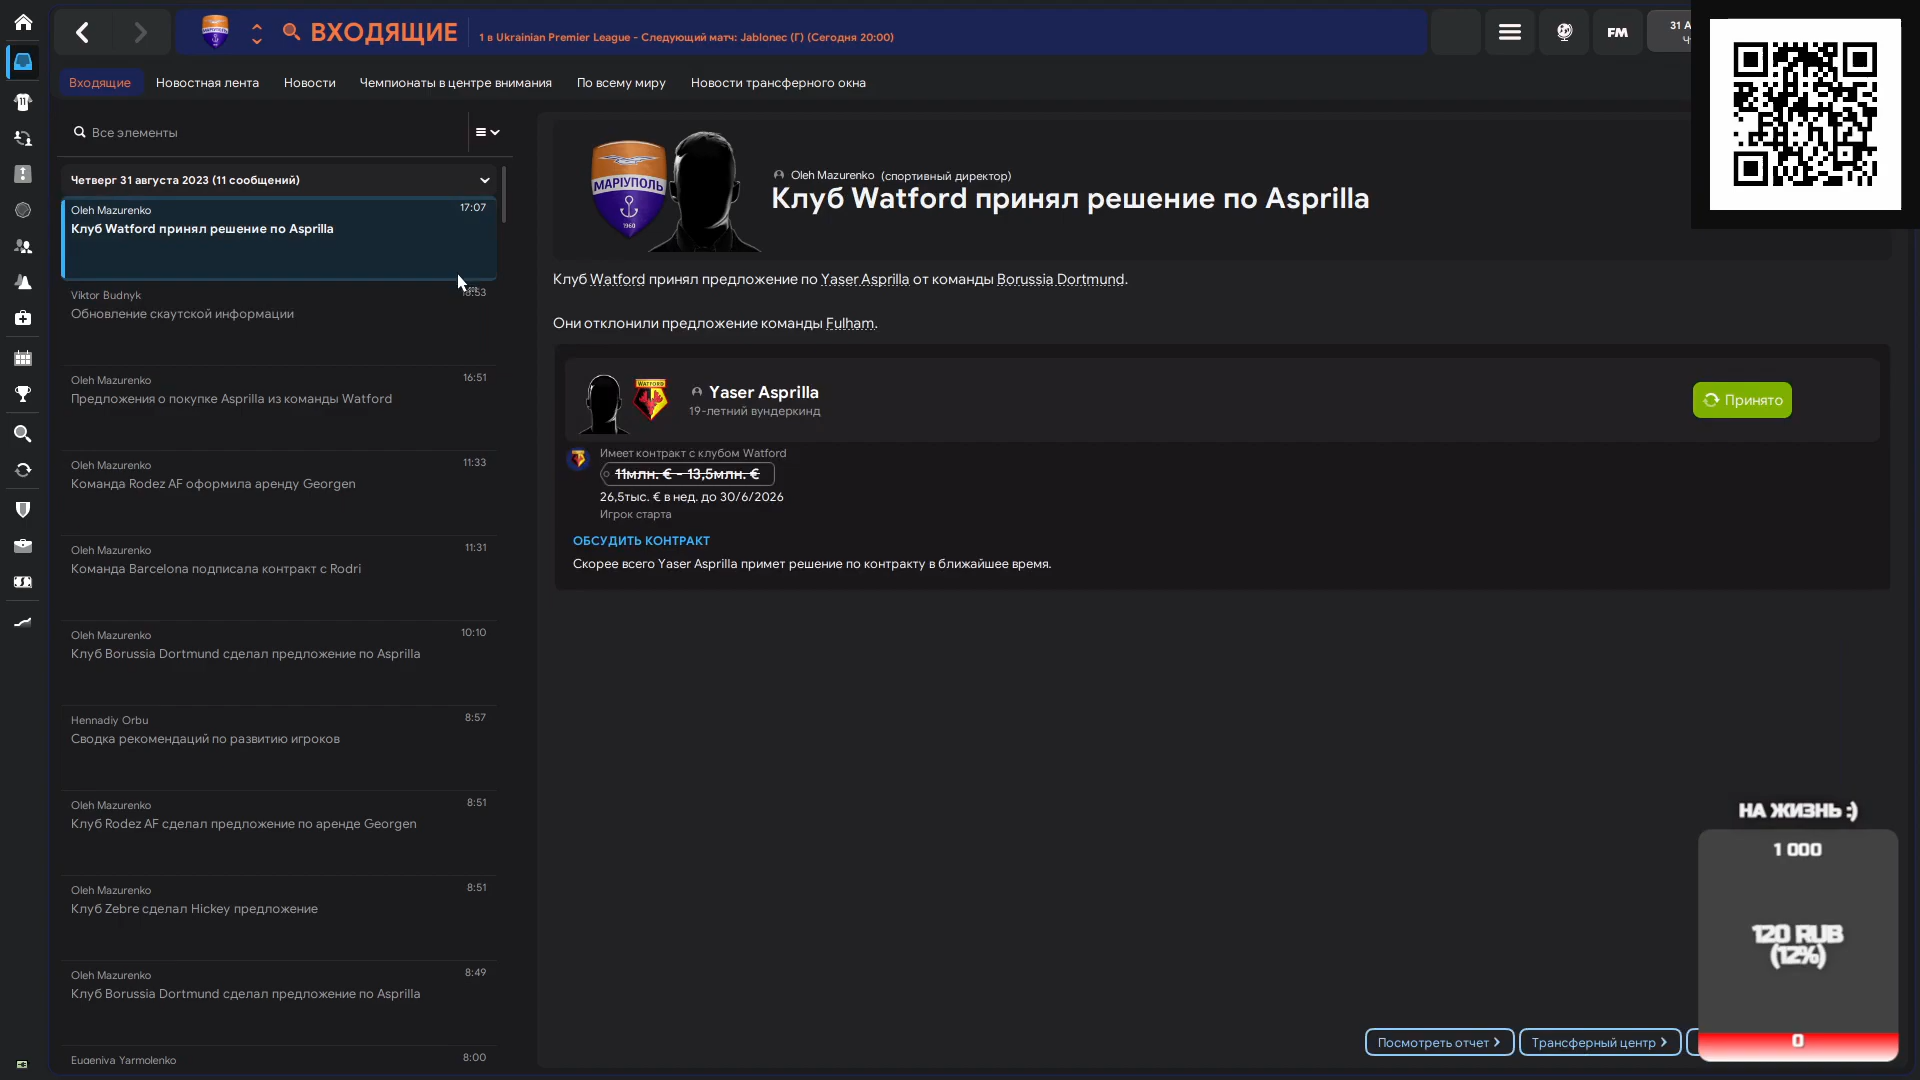 ВХОДЯЩИЕ
1 в Ukrainian Premier League - Следующий матч: Jablonec (Г) (Сегодня 20:00)
FM
Входящие
Новостная лента
Новости
Чемпионаты в центре внимания
По всему миру
Новости трансферного окна
Все элементы
Четверг 31 августа 2023 (11 сообщений)
Oleh Mazurenko
17:07
Клуб Watford принял решение по Asprilla
Viktor Budnyk
Обновление скаутской информации
Oleh Mazurenko
16:51
Предложения о покупке Asprilla из команды Watford
Oleh Mazurenko
11:33
Команда Rodez AF оформила аренду Georgen
Oleh Mazurenko
11:31
Команда Barcelona подписала контракт с Rodri
Oleh Mazurenko
10:10
Клуб Borussia Dortmund сделал предложение по Asprilla
Hennadiy Orbu
8:57
Сводка рекомендаций по развитию игроков
Oleh Mazurenko
8:51
Клуб Rodez AF сделал предложение по аренде Georgen
Oleh Mazurenko
8:51
Клуб Zebre сделал Hickey предложение
Oleh Mazurenko
8:49
Клуб Borussia Dortmund сделал предложение по Asprilla
Eugeniya Yarmolenko
8:00
МАРІУПОЛЬ
1960
Oleh Mazurenko (спортивный директор)
Клуб Watford принял решение по Asprilla
Клуб Watford принял предложение по Yaser Asprilla от команды Borussia Dortmund.
Они отклонили предложение команды Fulham.
WATFORD
Yaser Asprilla
19-летний вундеркинд
Принято
Имеет контракт с клубом Watford
11млн. € - 13,5млн. €
26,5тыс. € в нед. до 30/6/2026
Игрок старта
ОБСУДИТЬ КОНТРАКТ
Скорее всего Yaser Asprilla примет решение по контракту в ближайшее время.
Посмотреть отчет
Трансферный центр
НА ЖИЗНЬ :)
1 000
120 RUB
(12%)
0